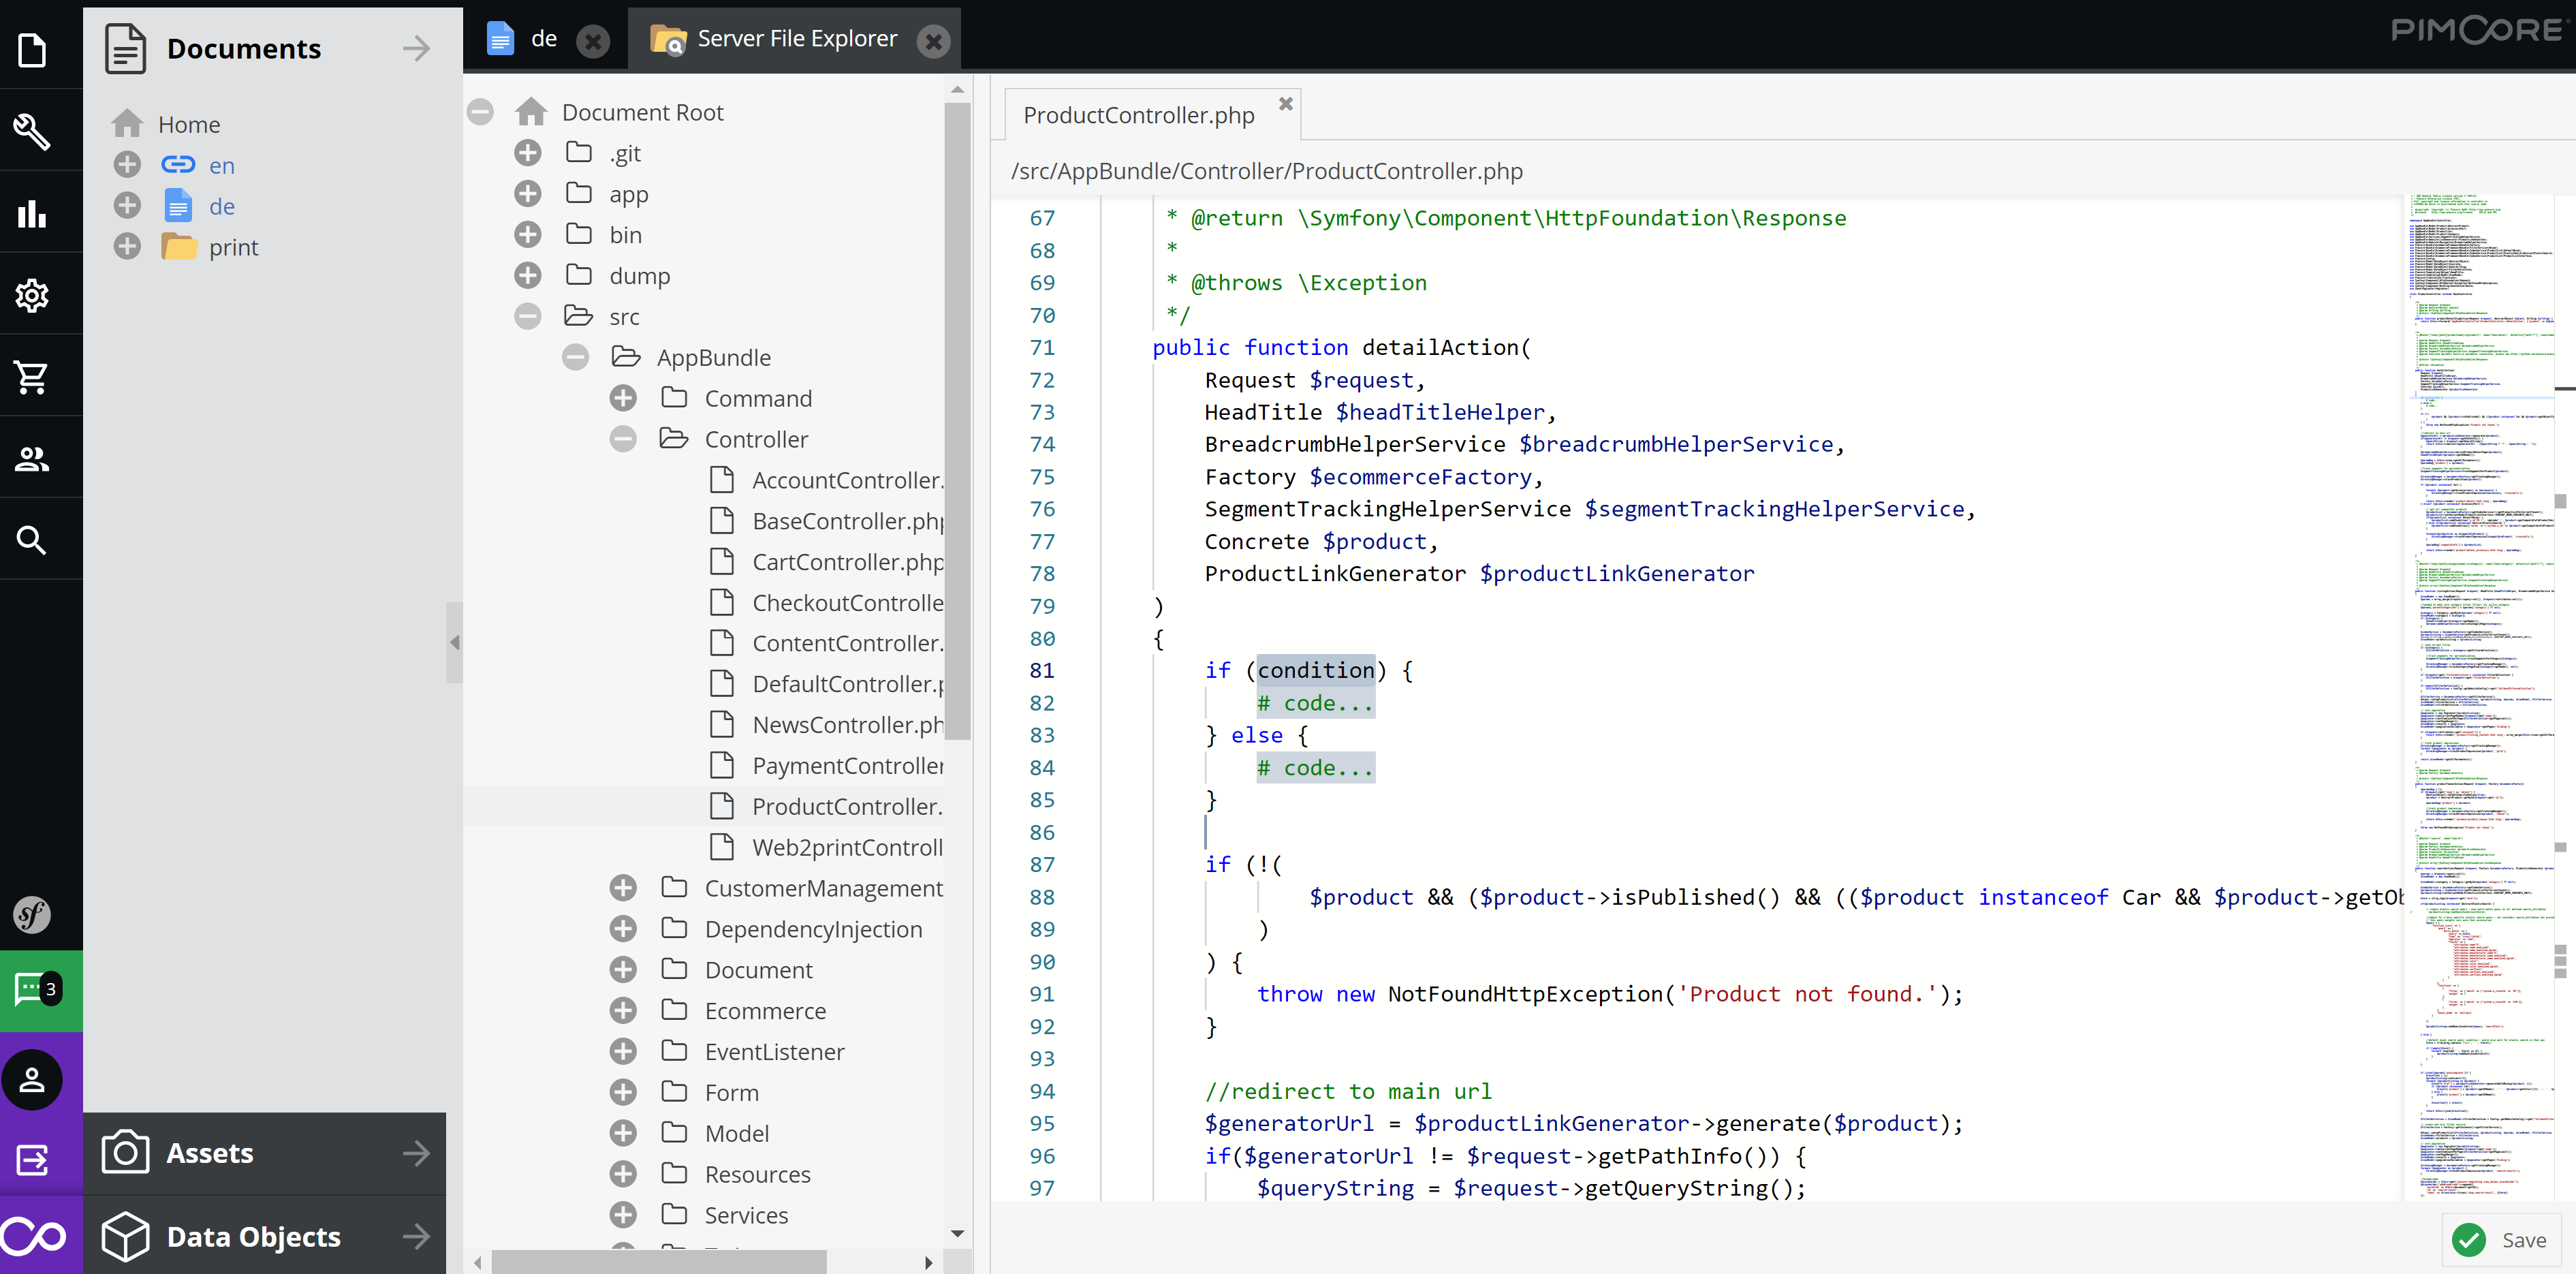 Documents
Home
en
de
print
3
Assets
Data Objects
de
Server File Explorer
PIMCORE
Document Root
.git
app
bin
dump
src
AppBundle
Command
Controller
AccountController.
BaseController.php
CartController.php
CheckoutControlle
ContentController.
DefaultController.p
NewsController.ph
PaymentController
ProductController.
Web2printControll
CustomerManagement
DependencyInjection
Document
Ecommerce
EventListener
Form
Model
Resources
Services
ProductController.php
/src/AppBundle/Controller/ProductController.php
67 * @return \Symfony\Component\HttpFoundation\Response
68 *
69 * @throws \Exception
70 */
71 public function detailAction(
72 Request $request,
73 HeadTitle $headTitleHelper,
74 BreadcrumbHelperService $breadcrumbHelperService,
75 Factory $ecommerceFactory,
76 SegmentTrackingHelperService $segmentTrackingHelperService,
77 Concrete $product,
78 ProductLinkGenerator $productLinkGenerator
79 )
80 {
81 if (condition) {
82 # code...
83 } else {
84 # code...
85 }
86
87 if (!(
88 $product && ($product->isPublished() && (($product instanceof Car && $product->getOb
89 )
90 ) {
91 throw new NotFoundHttpException('Product not found.');
92 }
93
94 //redirect to main url
95 $generatorUrl = $productLinkGenerator->generate($product);
96 if($generatorUrl != $request->getPathInfo()) {
97 $queryString = $request->getQueryString();
Save